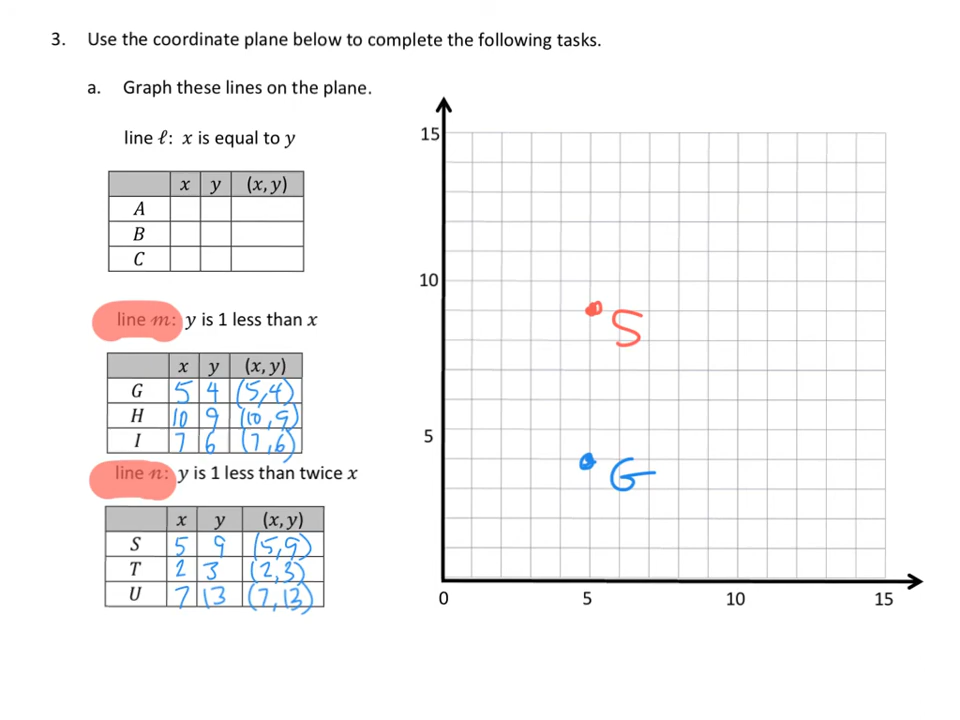 3. Use the coordinate plane below to complete the following tasks.
a. Graph these lines on the plane.
line ℓ: x is equal to y
x y (x, y)
A
B
C
line m: y is 1 less than x
x y (x, y)
G 5 4 (5,4)
H 10 9 (10,9)
I 7 6 (7,6)
line n: y is 1 less than twice x
x y (x, y)
S 5 9 (5,9)
T 2 3 (2,3)
U 7 13 (7,13)
15
10
5
S
G
0 5 10 15